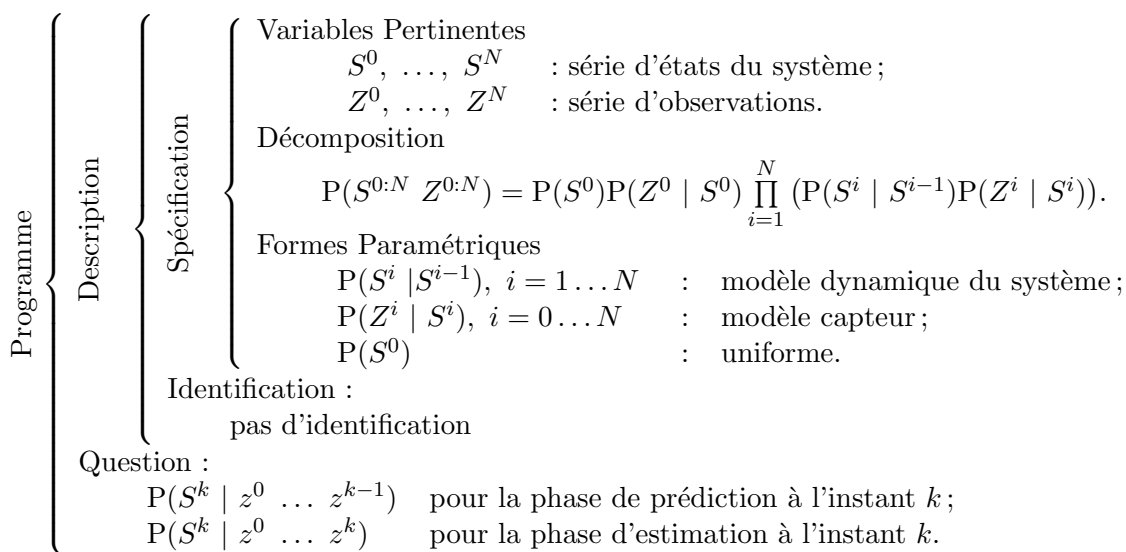 Programme
Description
Spécification
Variables Pertinentes
S^0, …, S^N : série d'états du système ;
Z^0, …, Z^N : série d'observations.
Décomposition
P(S^{0:N} Z^{0:N}) = P(S^0)P(Z^0 | S^0) ∏_{i=1}^{N} (P(S^i | S^{i−1})P(Z^i | S^i)).
Formes Paramétriques
P(S^i |S^{i−1}), i = 1…N : modèle dynamique du système ;
P(Z^i | S^i), i = 0…N : modèle capteur ;
P(S^0) : uniforme.
Identification :
pas d'identification
Question :
P(S^k | z^0 … z^{k−1}) pour la phase de prédiction à l'instant k ;
P(S^k | z^0 … z^k) pour la phase d'estimation à l'instant k.